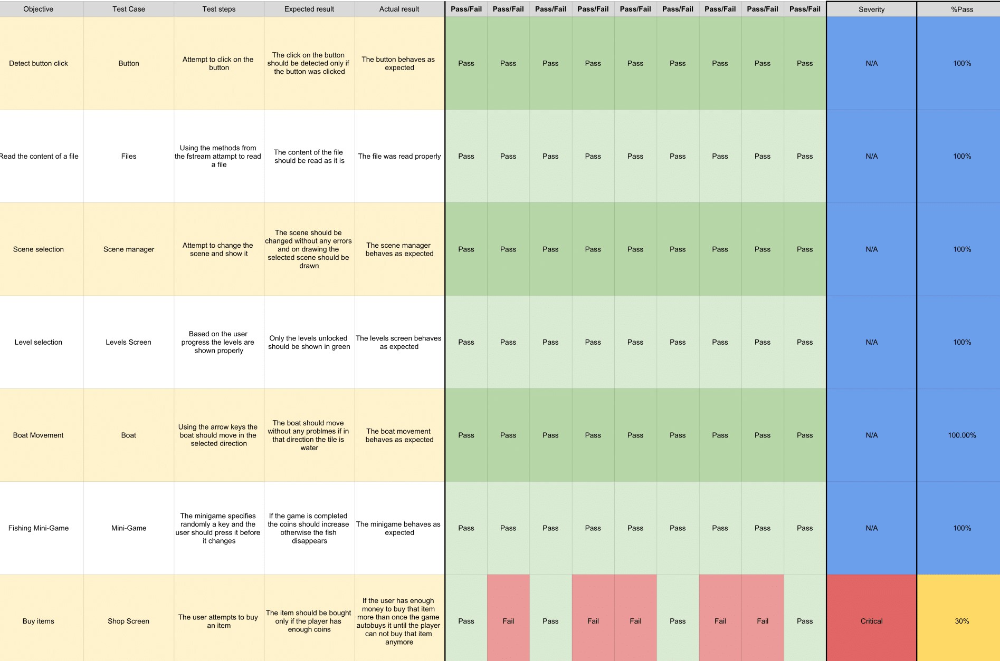 Objective Test Case Test steps Expected result Actual result Pass/Fail Pass/Fail Pass/Fail Pass/Fail Pass/Fail Pass/Fail Pass/Fail Pass/Fail Pass/Fail Severity %Pass
Detect button click
Button
Attempt to click on the
button
The click on the button
should be detected only if
the button was clicked
The button behaves as
expected
Pass Pass Pass Pass Pass Pass Pass Pass Pass
N/A
100%
Read the content of a file
Files
Using the methods from
the fstream attampt to read
a file
The content of the file
should be read as it is
The file was read properly
Pass Pass Pass Pass Pass Pass Pass Pass Pass
N/A
100%
Scene selection
Scene manager
Attempt to change the
scene and show it
The scene should be
changed without any errors
and on drawing the
selected scene should be
drawn
The scene manager
behaves as expected
Pass Pass Pass Pass Pass Pass Pass Pass Pass
N/A
100%
Level selection
Levels Screen
Based on the user
progress the levels are
shown properly
Only the levels unlocked
should be shown in green
The levels screen behaves
as expected
Pass Pass Pass Pass Pass Pass Pass Pass Pass
N/A
100%
Boat Movement
Boat
Using the arrow keys the
boat should move in the
selected direction
The boat should move
without any problmes if in
that direction the tile is
water
The boat movement
behaves as expected
Pass Pass Pass Pass Pass Pass Pass Pass Pass
N/A
100.00%
Fishing Mini-Game
Mini-Game
The minigame specifies
randomly a key and the
user should press it before
it changes
If the game is completed
the coins should increase
otherwise the fish
disappears
The minigame behaves as
expected
Pass Pass Pass Pass Pass Pass Pass Pass Pass
N/A
100%
Buy items
Shop Screen
The user attempts to buy
an item
The item should be bought
only if the player has
enough coins
If the user has enough
money to buy that item
more than once the game
autobuys it until the player
can not buy that item
anymore
Pass Fail Pass Fail Fail Pass Fail Fail Pass
Critical
30%